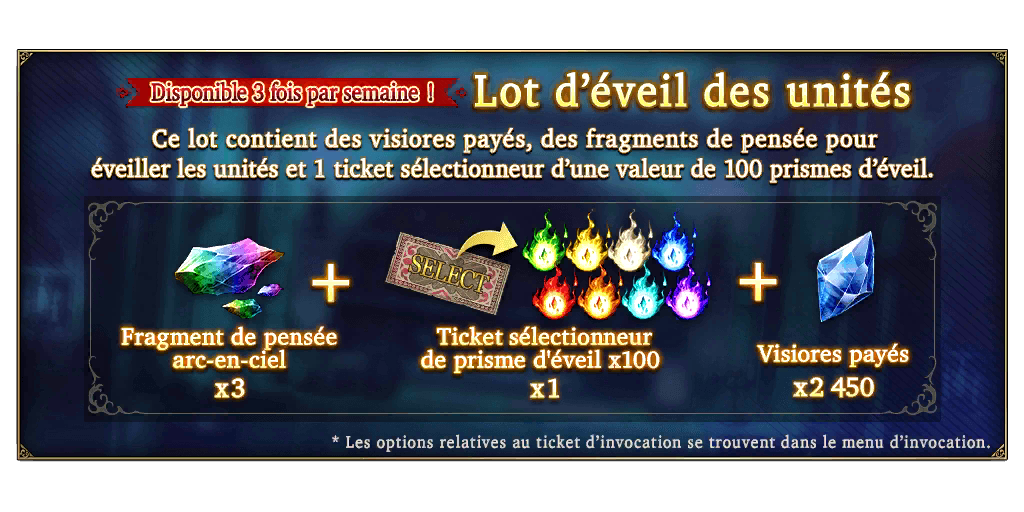 Disponible 3 fois par semaine !
Lot d'éveil des unités
Ce lot contient des visiores payés, des fragments de pensée pour
éveiller les unités et 1 ticket sélectionneur d'une valeur de 100 prismes d'éveil.
SELECT
Fragment de pensée
arc-en-ciel
x3
+
Ticket sélectionneur
de prisme d'éveil x100
x1
+
Visiores payés
x2 450
* Les options relatives au ticket d'invocation se trouvent dans le menu d'invocation.